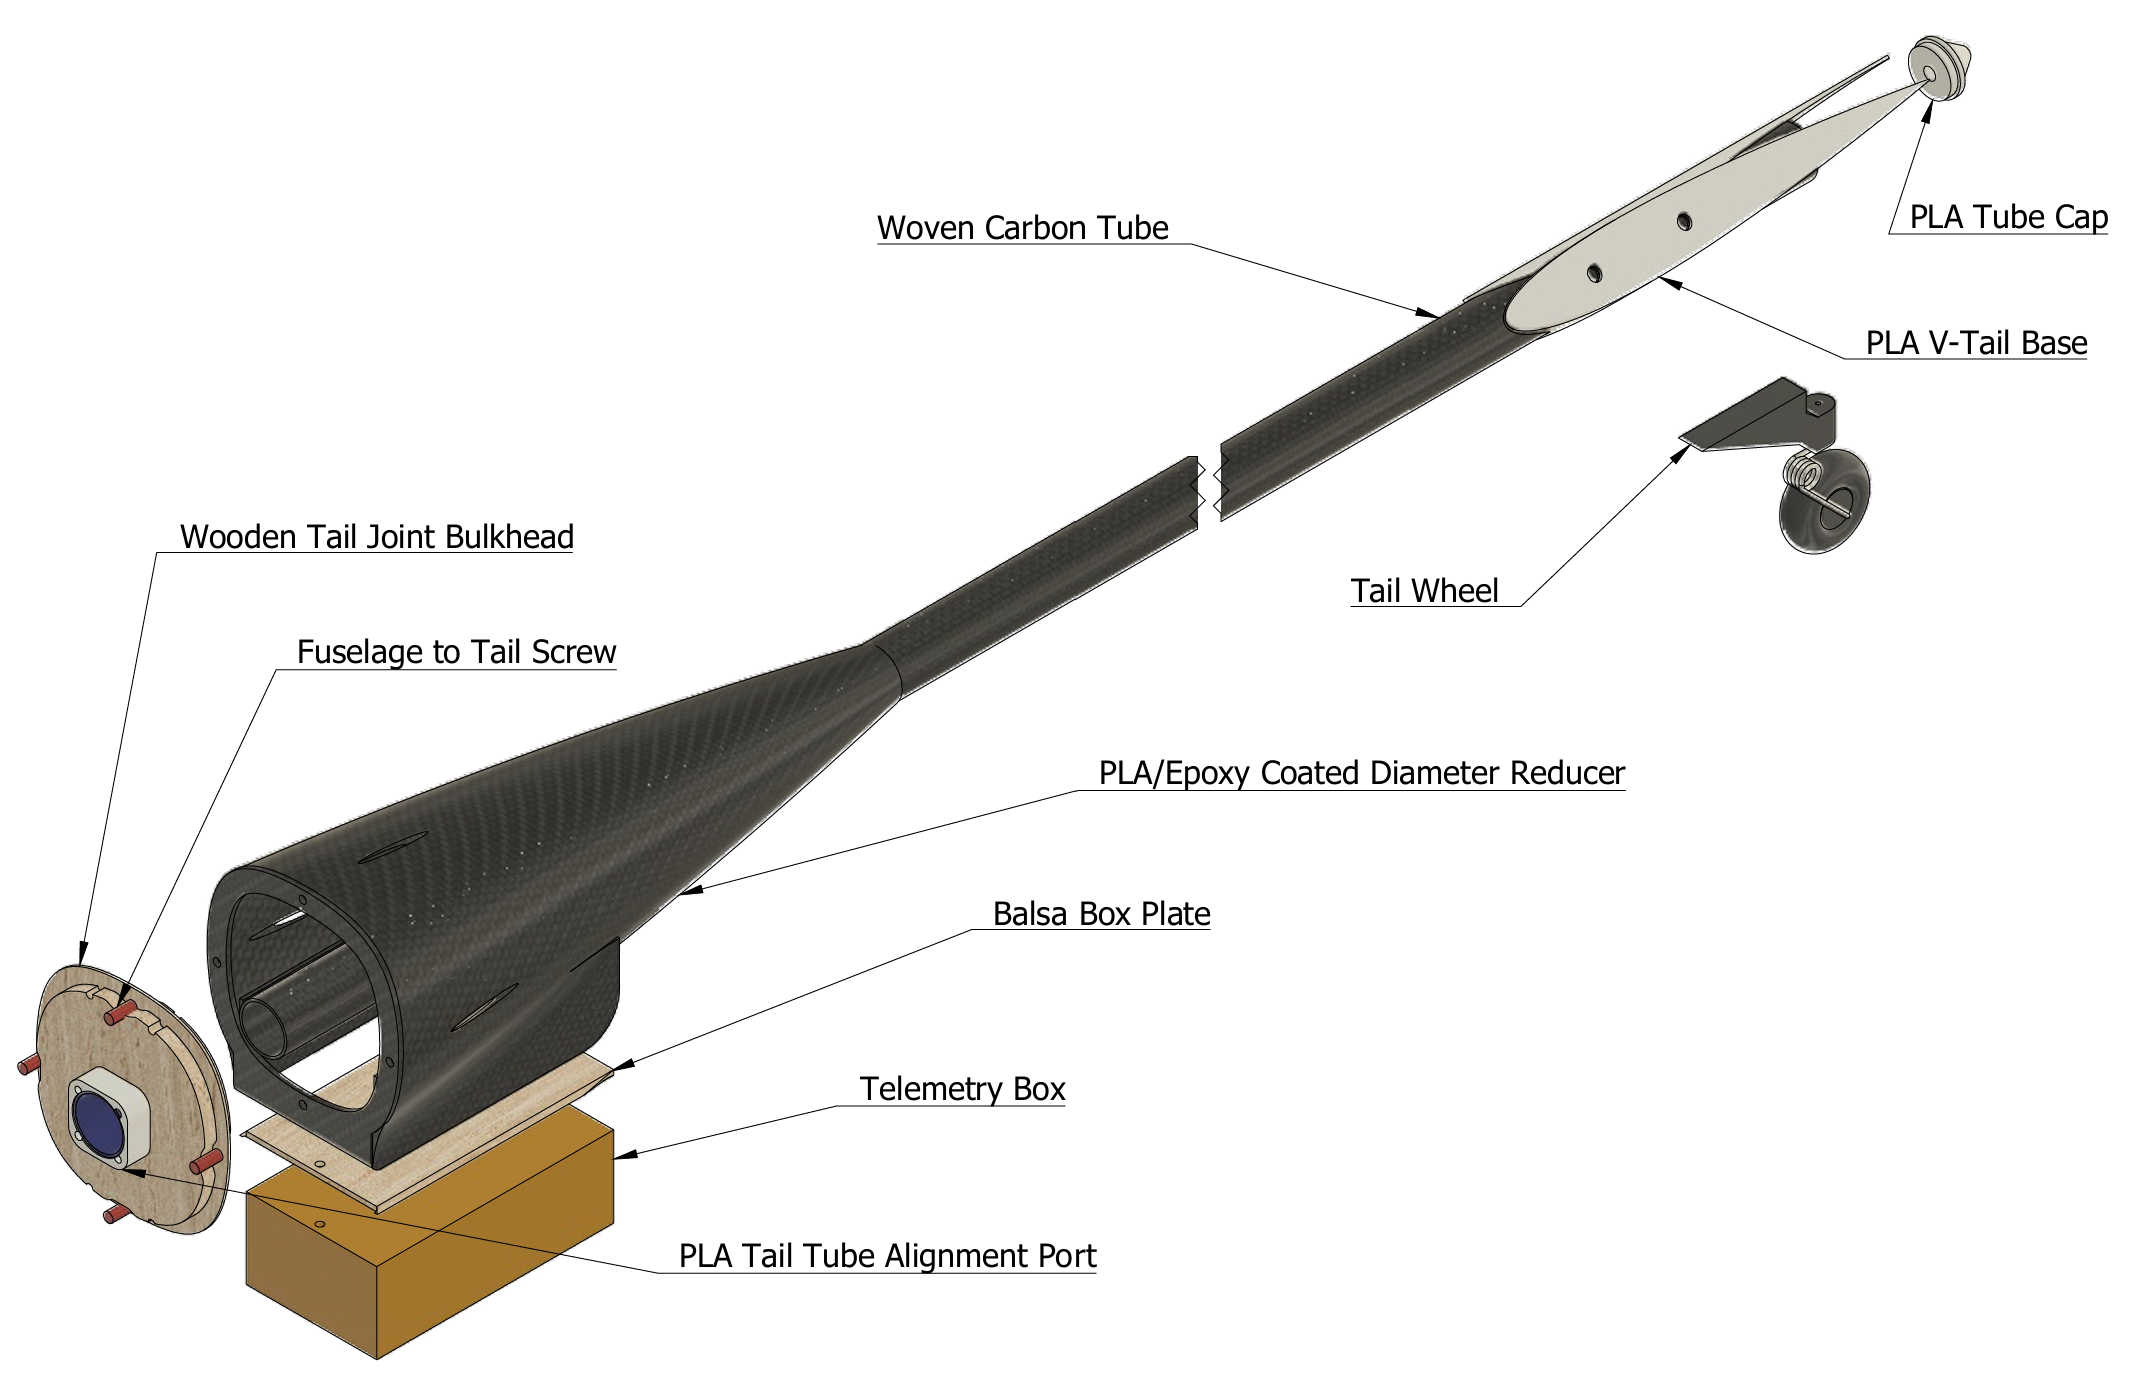 PLA Tube Cap
Woven Carbon Tube
PLA V-Tail Base
Wooden Tail Joint Bulkhead
Tail Wheel
Fuselage to Tail Screw
PLA/Epoxy Coated Diameter Reducer
Balsa Box Plate
Telemetry Box
PLA Tail Tube Alignment Port